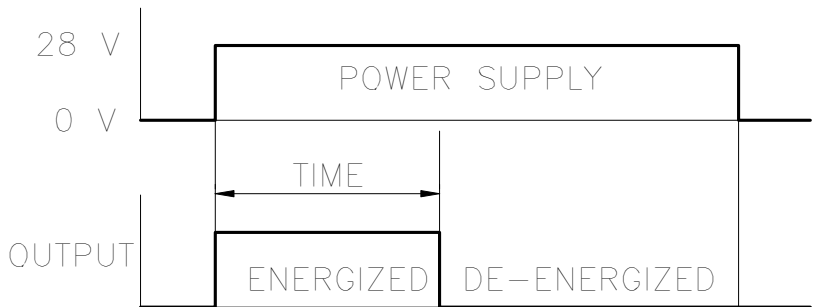 28 V
POWER SUPPLY
0 V
TIME
OUTPUT
ENERGIZED
DE-ENERGIZED